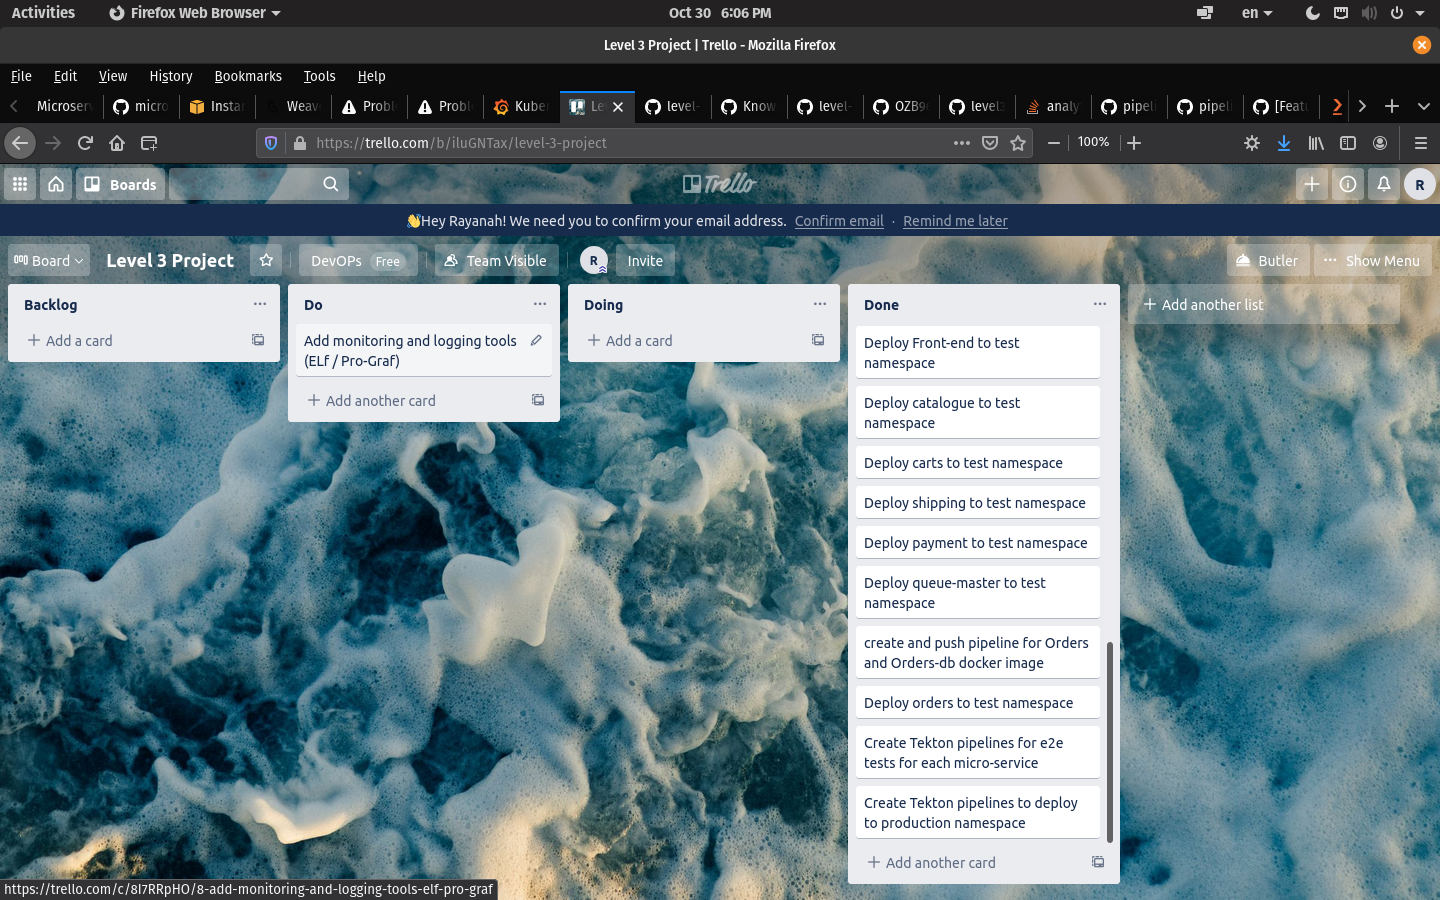 Activities
Firefox Web Browser
Oct 30 6:06 PM
en
Level 3 Project | Trello - Mozilla Firefox
File Edit View History Bookmarks Tools Help
Microserv
micro
Instan
Weave
Proble
Proble
Kuber
Le
level-
Know
level-
OZB9
level3
analy
pipeli
pipeli
[Featu
https://trello.com/b/iluGNTax/level-3-project
100%
Boards
Trello
R
👋Hey Rayanah! We need you to confirm your email address. Confirm email · Remind me later
Board
Level 3 Project
DevOPs Free
Team Visible
R
Invite
Butler
Show Menu
Backlog
Add a card
Do
Add monitoring and logging tools
(ELf / Pro-Graf)
Add another card
Doing
Add a card
Done
Deploy Front-end to test
namespace
Deploy catalogue to test
namespace
Deploy carts to test namespace
Deploy shipping to test namespace
Deploy payment to test namespace
Deploy queue-master to test
namespace
create and push pipeline for Orders
and Orders-db docker image
Deploy orders to test namespace
Create Tekton pipelines for e2e
tests for each micro-service
Create Tekton pipelines to deploy
to production namespace
Add another card
Add another list
https://trello.com/c/8I7RRpHO/8-add-monitoring-and-logging-tools-elf-pro-graf